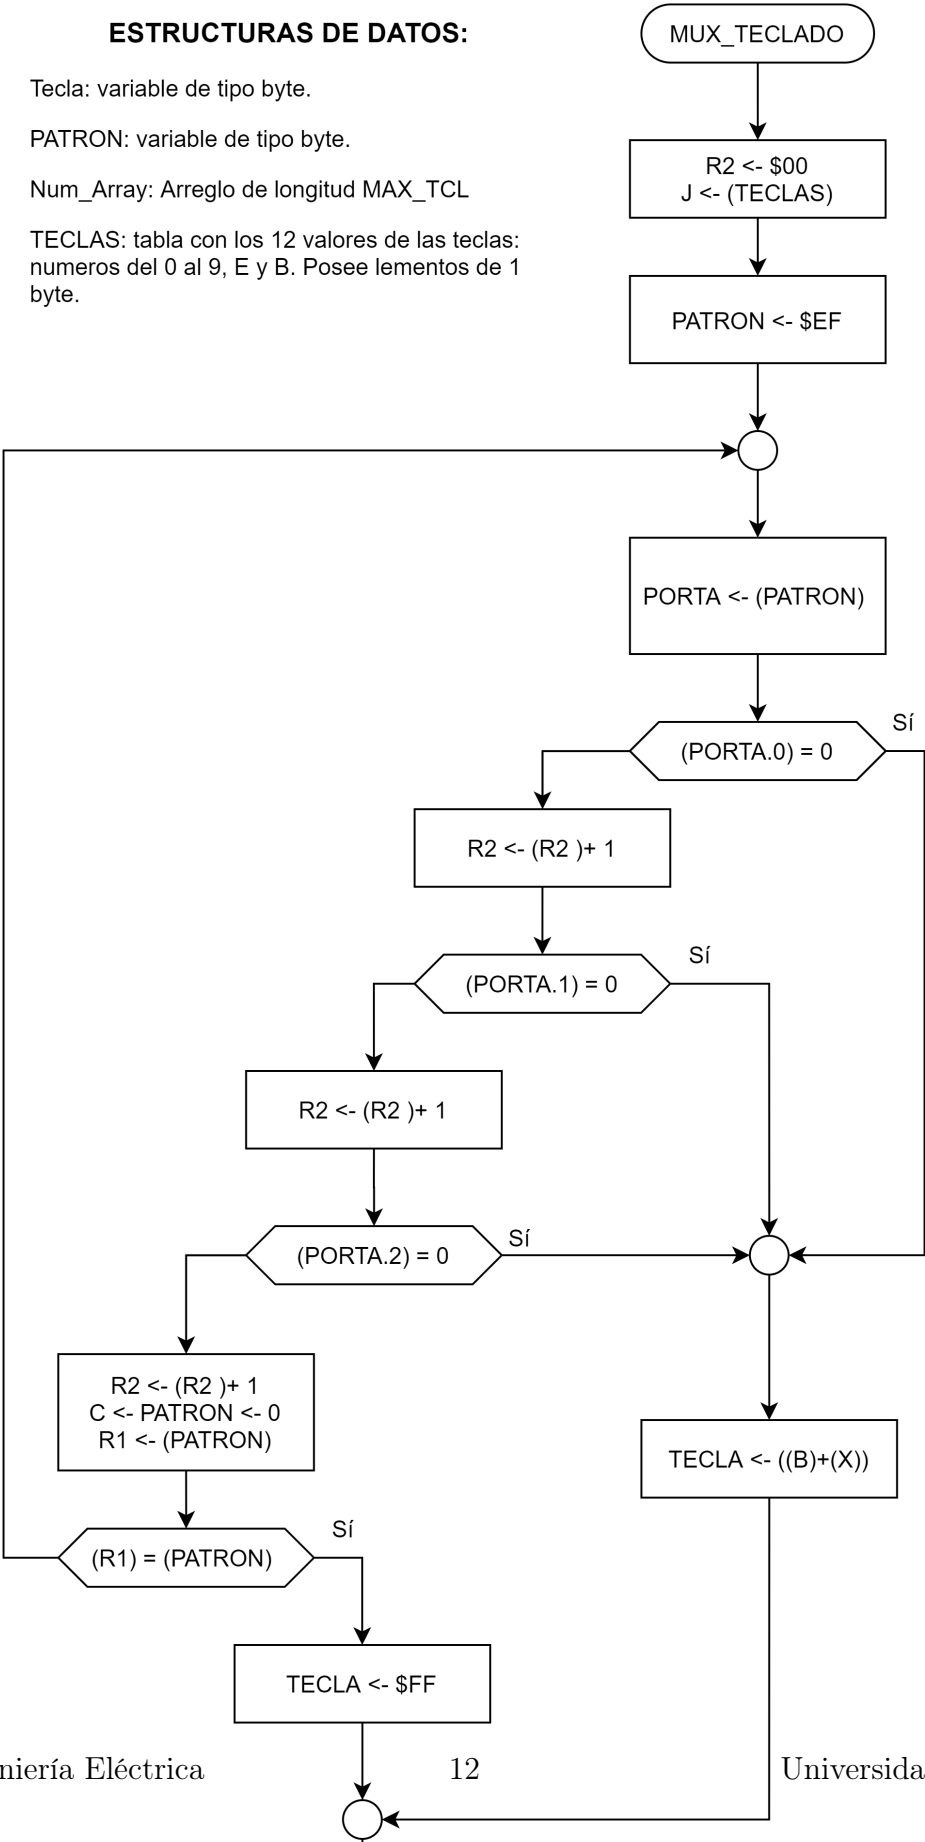 ESTRUCTURAS DE DATOS:
Tecla: variable de tipo byte.
PATRON: variable de tipo byte.
Num_Array: Arreglo de longitud MAX_TCL
TECLAS: tabla con los 12 valores de las teclas:
numeros del 0 al 9, E y B. Posee lementos de 1
byte.
MUX_TECLADO
R2 <- $00
J <- (TECLAS)
PATRON <- $EF
PORTA <- (PATRON)
(PORTA.0) = 0
Sí
R2 <- (R2 )+ 1
(PORTA.1) = 0
Sí
R2 <- (R2 )+ 1
(PORTA.2) = 0
Sí
R2 <- (R2 )+ 1
C <- PATRON <- 0
R1 <- (PATRON)
TECLA <- ((B)+(X))
(R1) = (PATRON)
Sí
TECLA <- $FF
niería Eléctrica
12
Universida